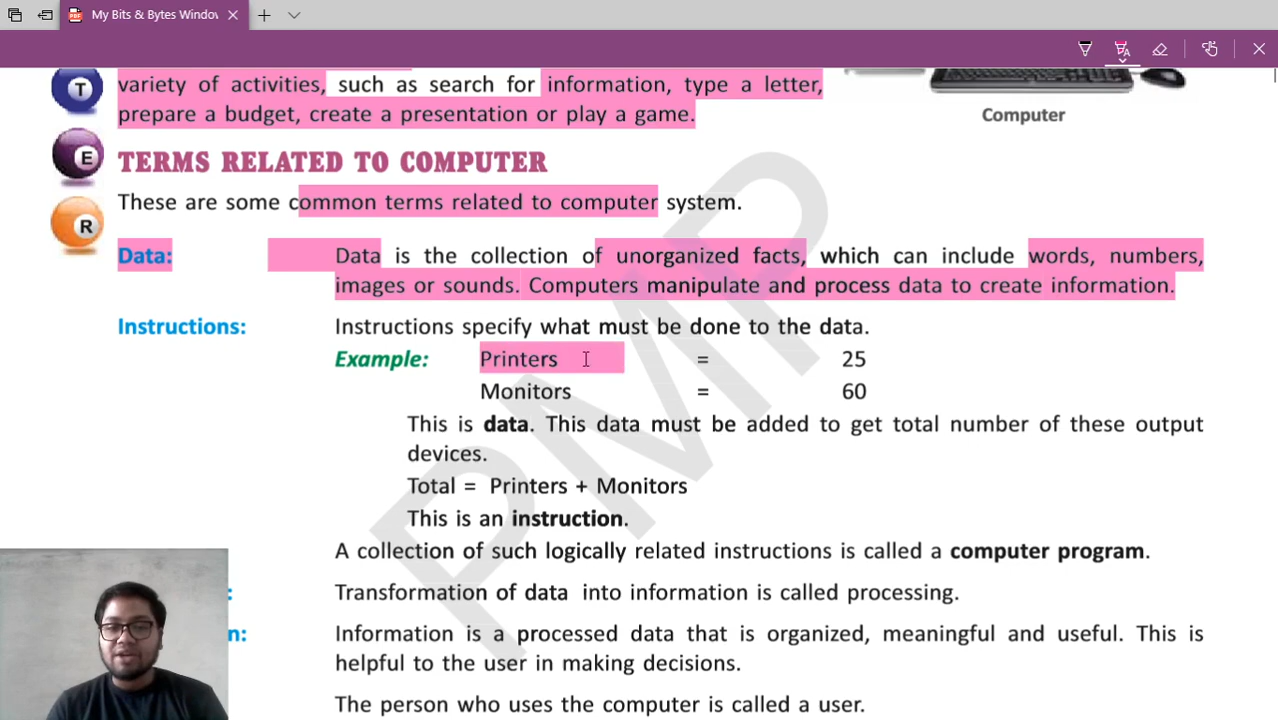 My Bits & Bytes Window
variety of activities, such as search for information, type a letter,
prepare a budget, create a presentation or play a game.
Computer
T
E
R
TERMS RELATED TO COMPUTER
These are some common terms related to computer system.
Data: Data is the collection of unorganized facts, which can include words, numbers,
images or sounds. Computers manipulate and process data to create information.
Instructions: Instructions specify what must be done to the data.
Example: Printers = 25
Monitors = 60
This is data. This data must be added to get total number of these output
devices.
Total = Printers + Monitors
This is an instruction.
A collection of such logically related instructions is called a computer program.
: Transformation of data into information is called processing.
n: Information is a processed data that is organized, meaningful and useful. This is
helpful to the user in making decisions.
The person who uses the computer is called a user.
PMP